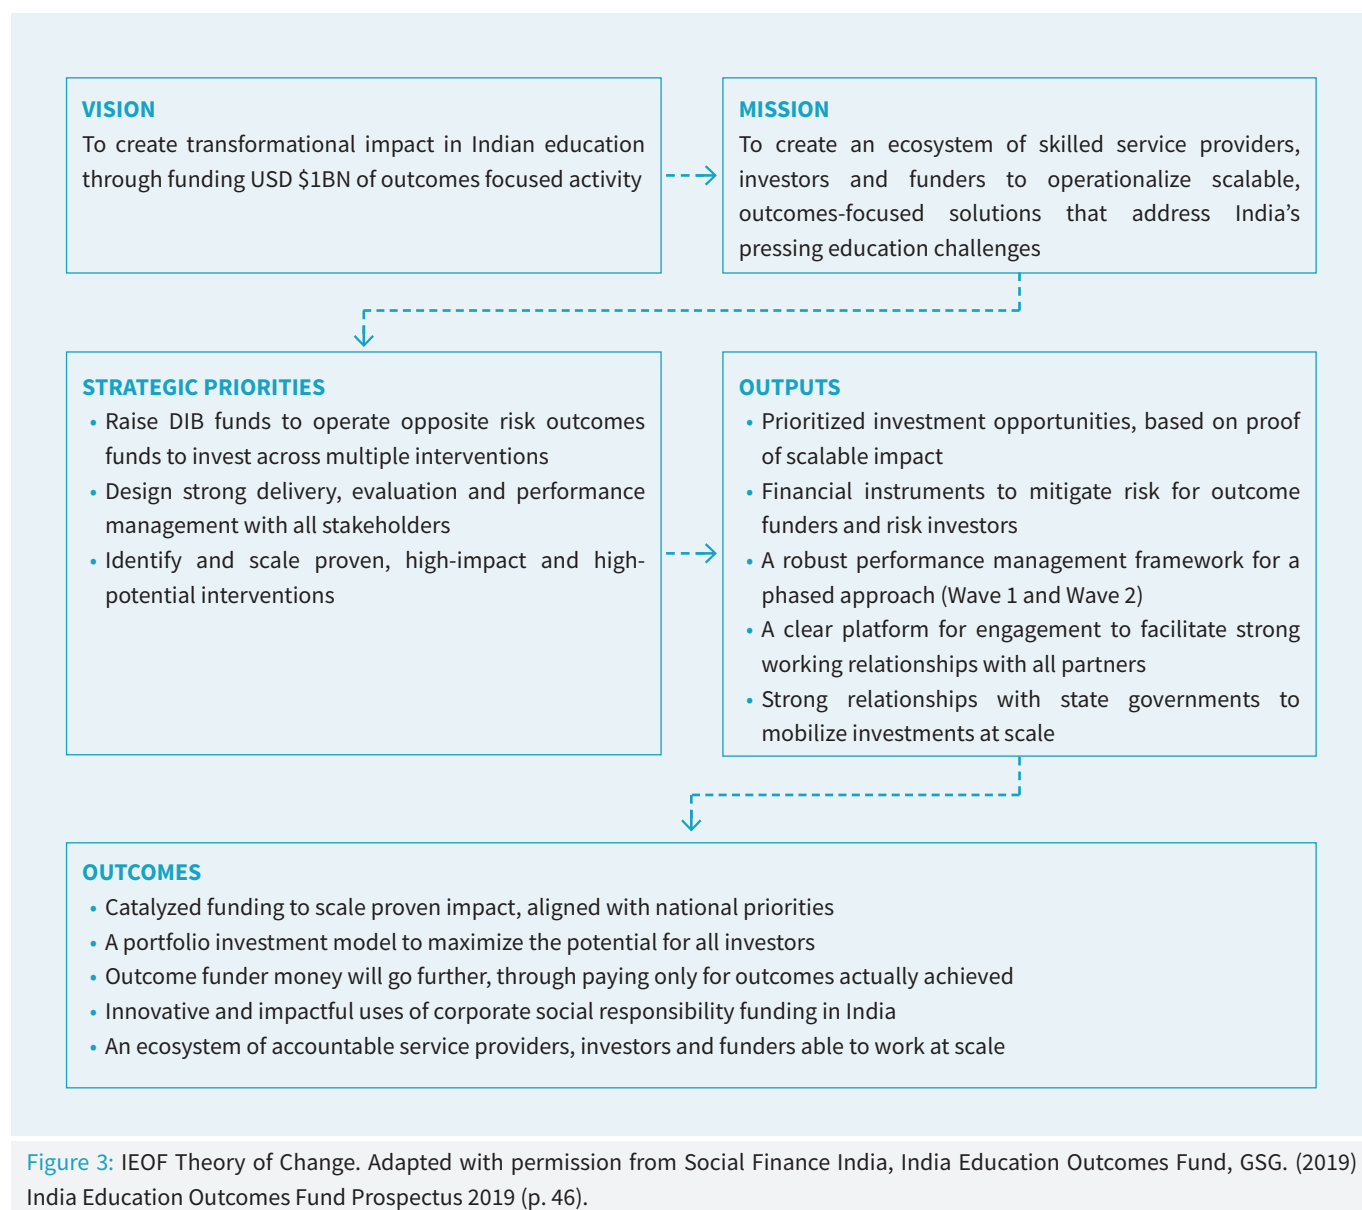 VISION
To create transformational impact in Indian education
through funding USD $1BN of outcomes focused activity
MISSION
To create an ecosystem of skilled service providers,
investors and funders to operationalize scalable,
outcomes-focused solutions that address India’s
pressing education challenges
STRATEGIC PRIORITIES
• Raise DIB funds to operate opposite risk outcomes
funds to invest across multiple interventions
• Design strong delivery, evaluation and performance
management with all stakeholders
• Identify and scale proven, high-impact and high-
potential interventions
OUTPUTS
• Prioritized investment opportunities, based on proof
of scalable impact
• Financial instruments to mitigate risk for outcome
funders and risk investors
• A robust performance management framework for a
phased approach (Wave 1 and Wave 2)
• A clear platform for engagement to facilitate strong
working relationships with all partners
• Strong relationships with state governments to
mobilize investments at scale
OUTCOMES
• Catalyzed funding to scale proven impact, aligned with national priorities
• A portfolio investment model to maximize the potential for all investors
• Outcome funder money will go further, through paying only for outcomes actually achieved
• Innovative and impactful uses of corporate social responsibility funding in India
• An ecosystem of accountable service providers, investors and funders able to work at scale
Figure 3: IEOF Theory of Change. Adapted with permission from Social Finance India, India Education Outcomes Fund, GSG. (2019)
India Education Outcomes Fund Prospectus 2019 (p. 46).